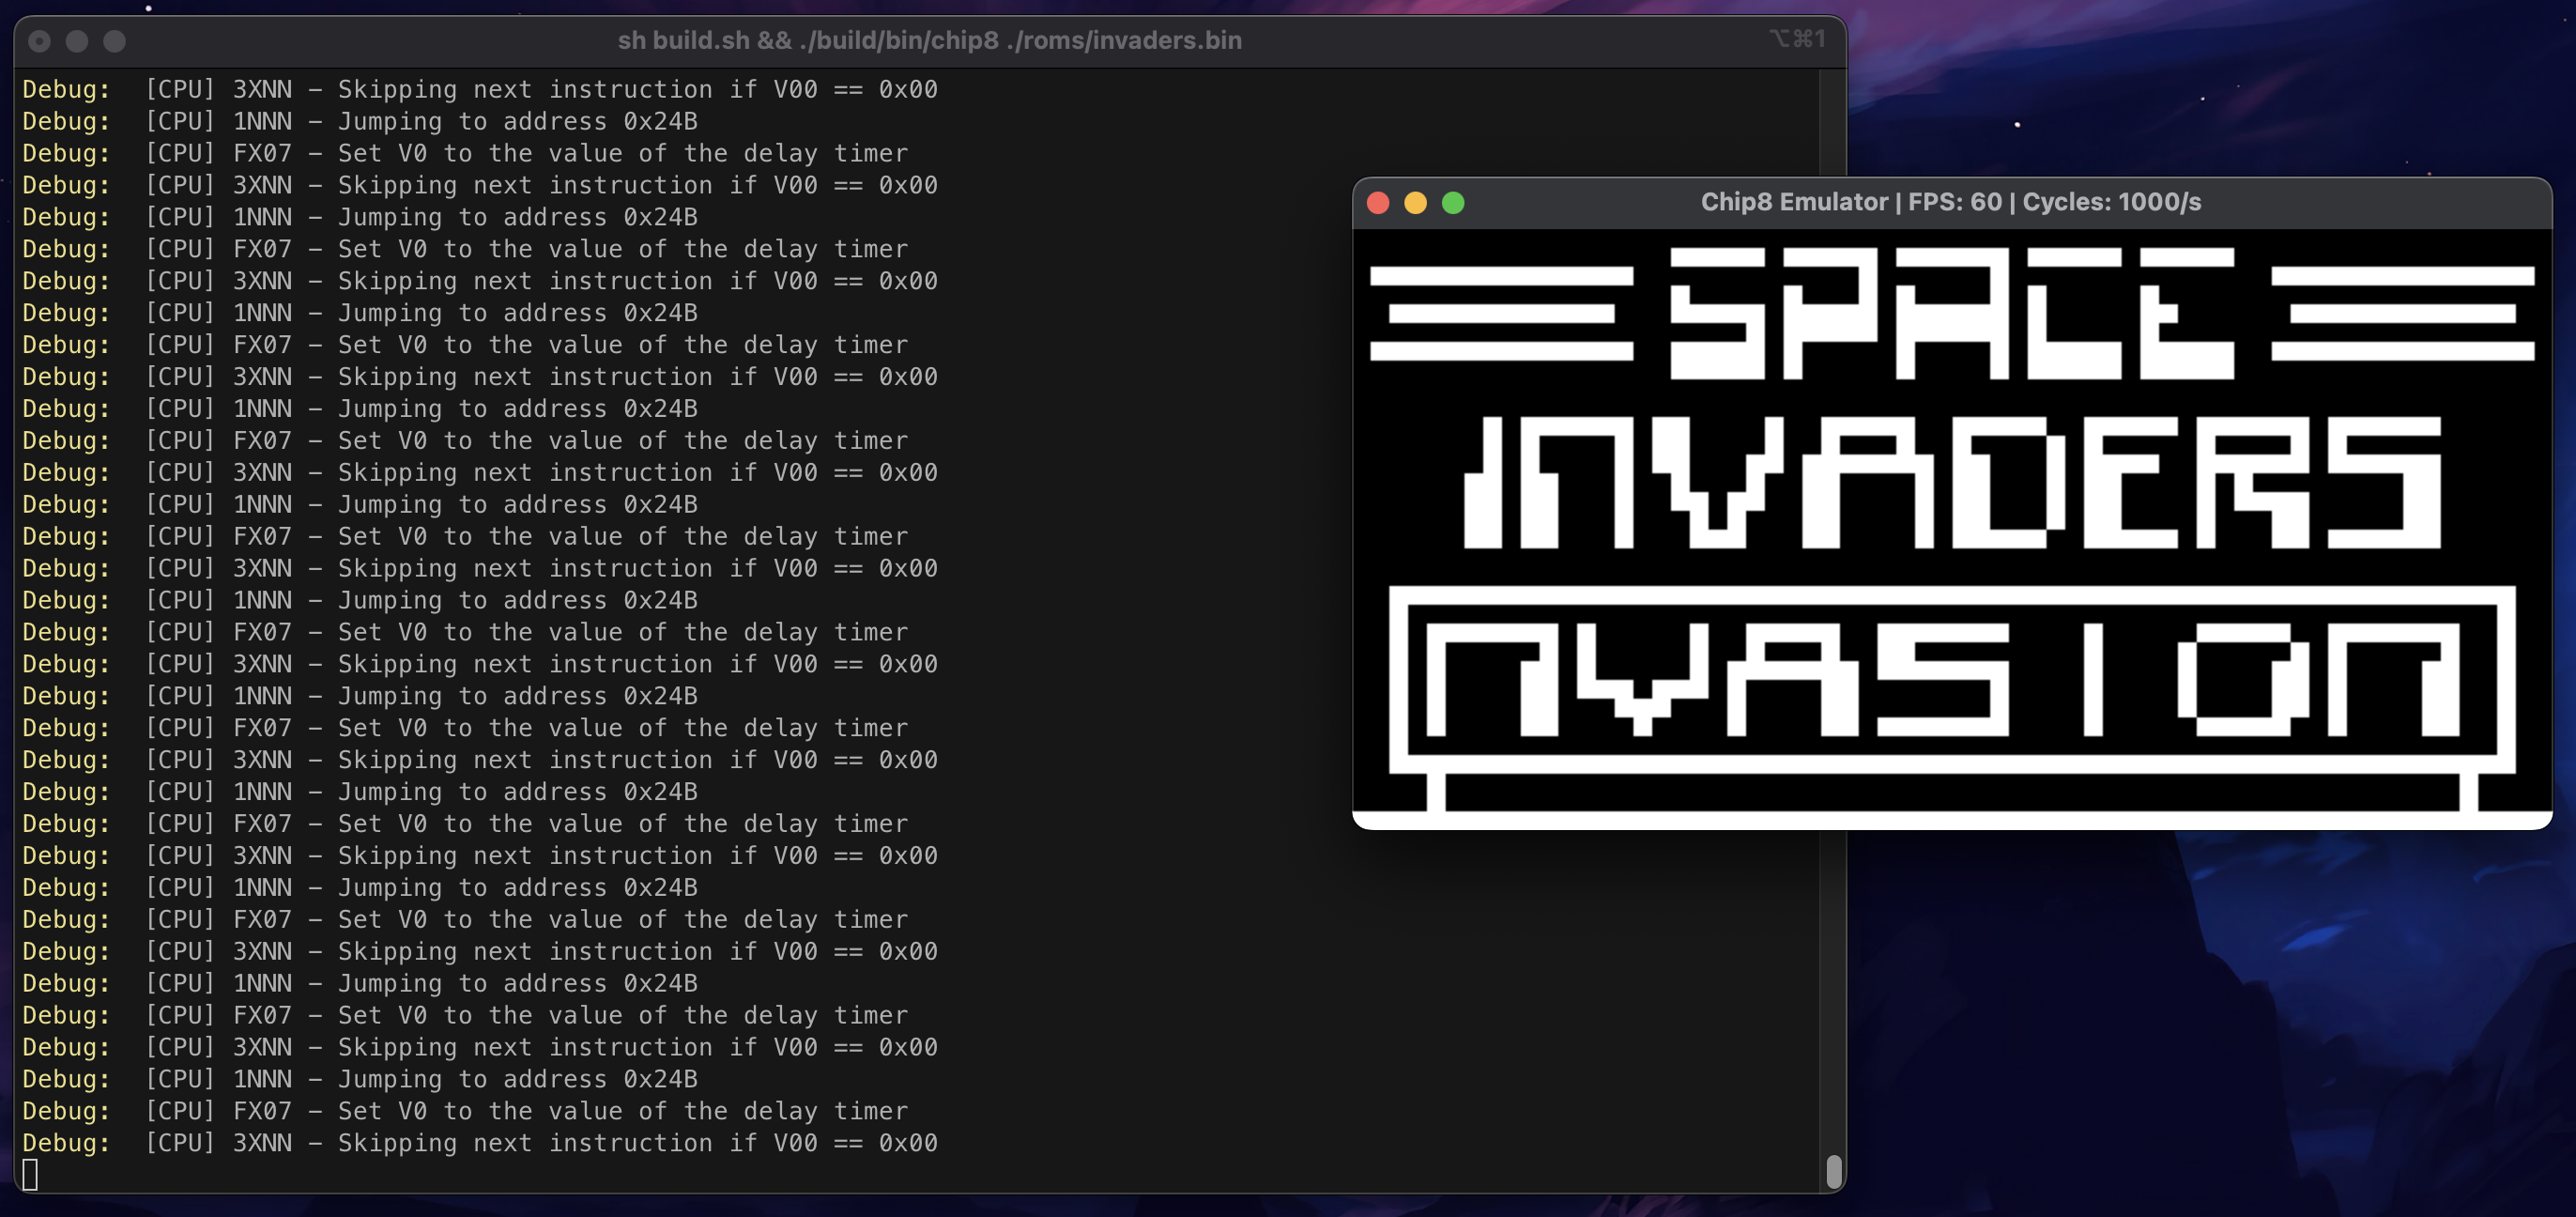 sh build.sh && ./build/bin/chip8 ./roms/invaders.bin
⌥⌘1
Debug: [CPU] 3XNN – Skipping next instruction if V00 == 0x00
Debug: [CPU] 1NNN – Jumping to address 0x24B
Debug: [CPU] FX07 – Set V0 to the value of the delay timer
Debug: [CPU] 3XNN – Skipping next instruction if V00 == 0x00
Debug: [CPU] 1NNN – Jumping to address 0x24B
Debug: [CPU] FX07 – Set V0 to the value of the delay timer
Debug: [CPU] 3XNN – Skipping next instruction if V00 == 0x00
Debug: [CPU] 1NNN – Jumping to address 0x24B
Debug: [CPU] FX07 – Set V0 to the value of the delay timer
Debug: [CPU] 3XNN – Skipping next instruction if V00 == 0x00
Debug: [CPU] 1NNN – Jumping to address 0x24B
Debug: [CPU] FX07 – Set V0 to the value of the delay timer
Debug: [CPU] 3XNN – Skipping next instruction if V00 == 0x00
Debug: [CPU] 1NNN – Jumping to address 0x24B
Debug: [CPU] FX07 – Set V0 to the value of the delay timer
Debug: [CPU] 3XNN – Skipping next instruction if V00 == 0x00
Debug: [CPU] 1NNN – Jumping to address 0x24B
Debug: [CPU] FX07 – Set V0 to the value of the delay timer
Debug: [CPU] 3XNN – Skipping next instruction if V00 == 0x00
Debug: [CPU] 1NNN – Jumping to address 0x24B
Debug: [CPU] FX07 – Set V0 to the value of the delay timer
Debug: [CPU] 3XNN – Skipping next instruction if V00 == 0x00
Debug: [CPU] 1NNN – Jumping to address 0x24B
Debug: [CPU] FX07 – Set V0 to the value of the delay timer
Debug: [CPU] 3XNN – Skipping next instruction if V00 == 0x00
Debug: [CPU] 1NNN – Jumping to address 0x24B
Debug: [CPU] FX07 – Set V0 to the value of the delay timer
Debug: [CPU] 3XNN – Skipping next instruction if V00 == 0x00
Debug: [CPU] 1NNN – Jumping to address 0x24B
Debug: [CPU] FX07 – Set V0 to the value of the delay timer
Debug: [CPU] 3XNN – Skipping next instruction if V00 == 0x00
Debug: [CPU] 1NNN – Jumping to address 0x24B
Debug: [CPU] FX07 – Set V0 to the value of the delay timer
Debug: [CPU] 3XNN – Skipping next instruction if V00 == 0x00
Chip8 Emulator | FPS: 60 | Cycles: 1000/s
SPACE
INVADERS
NVASION